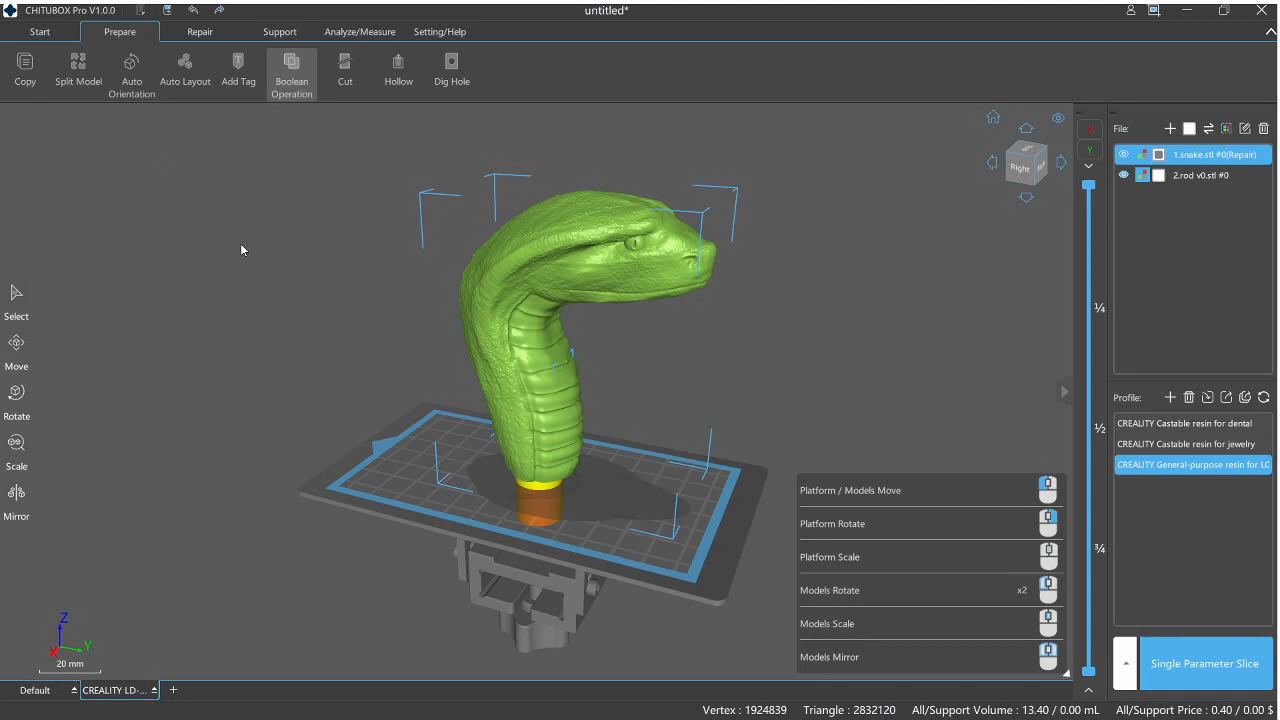 CHITUBOX Pro V1.0.0
untitled*
Start
Prepare
Repair
Support
Analyze/Measure
Setting/Help
Copy
Split Model
Auto Orientation
Auto Layout
Add Tag
Boolean Operation
Cut
Hollow
Dig Hole
Select
Move
Rotate
Scale
Mirror
Right
X
Y
¼
½
¾
File:
1.snake.stl #0(Repair)
2.rod v0.stl #0
Profile:
CREALITY Castable resin for dental
CREALITY Castable resin for jewelry
CREALITY General-purpose resin for LC
Platform / Models Move
Platform Rotate
Platform Scale
Models Rotate x2
Models Scale
Models Mirror
Single Parameter Slice
Z
X
Y
20 mm
Default
CREALITY LD-...
Vertex : 1924839
Triangle : 2832120
All/Support Volume : 13.40 / 0.00 mL
All/Support Price : 0.40 / 0.00 $